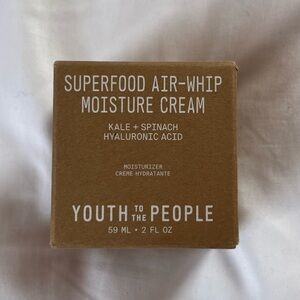 SUPERFOOD AIR-WHIP
MOISTURE CREAM
KALE + SPINACH
HYALURONIC ACID
MOISTURIZER
CRÈME HYDRATANTE
YOUTH TO THE PEOPLE
59 ML • 2 FL OZ